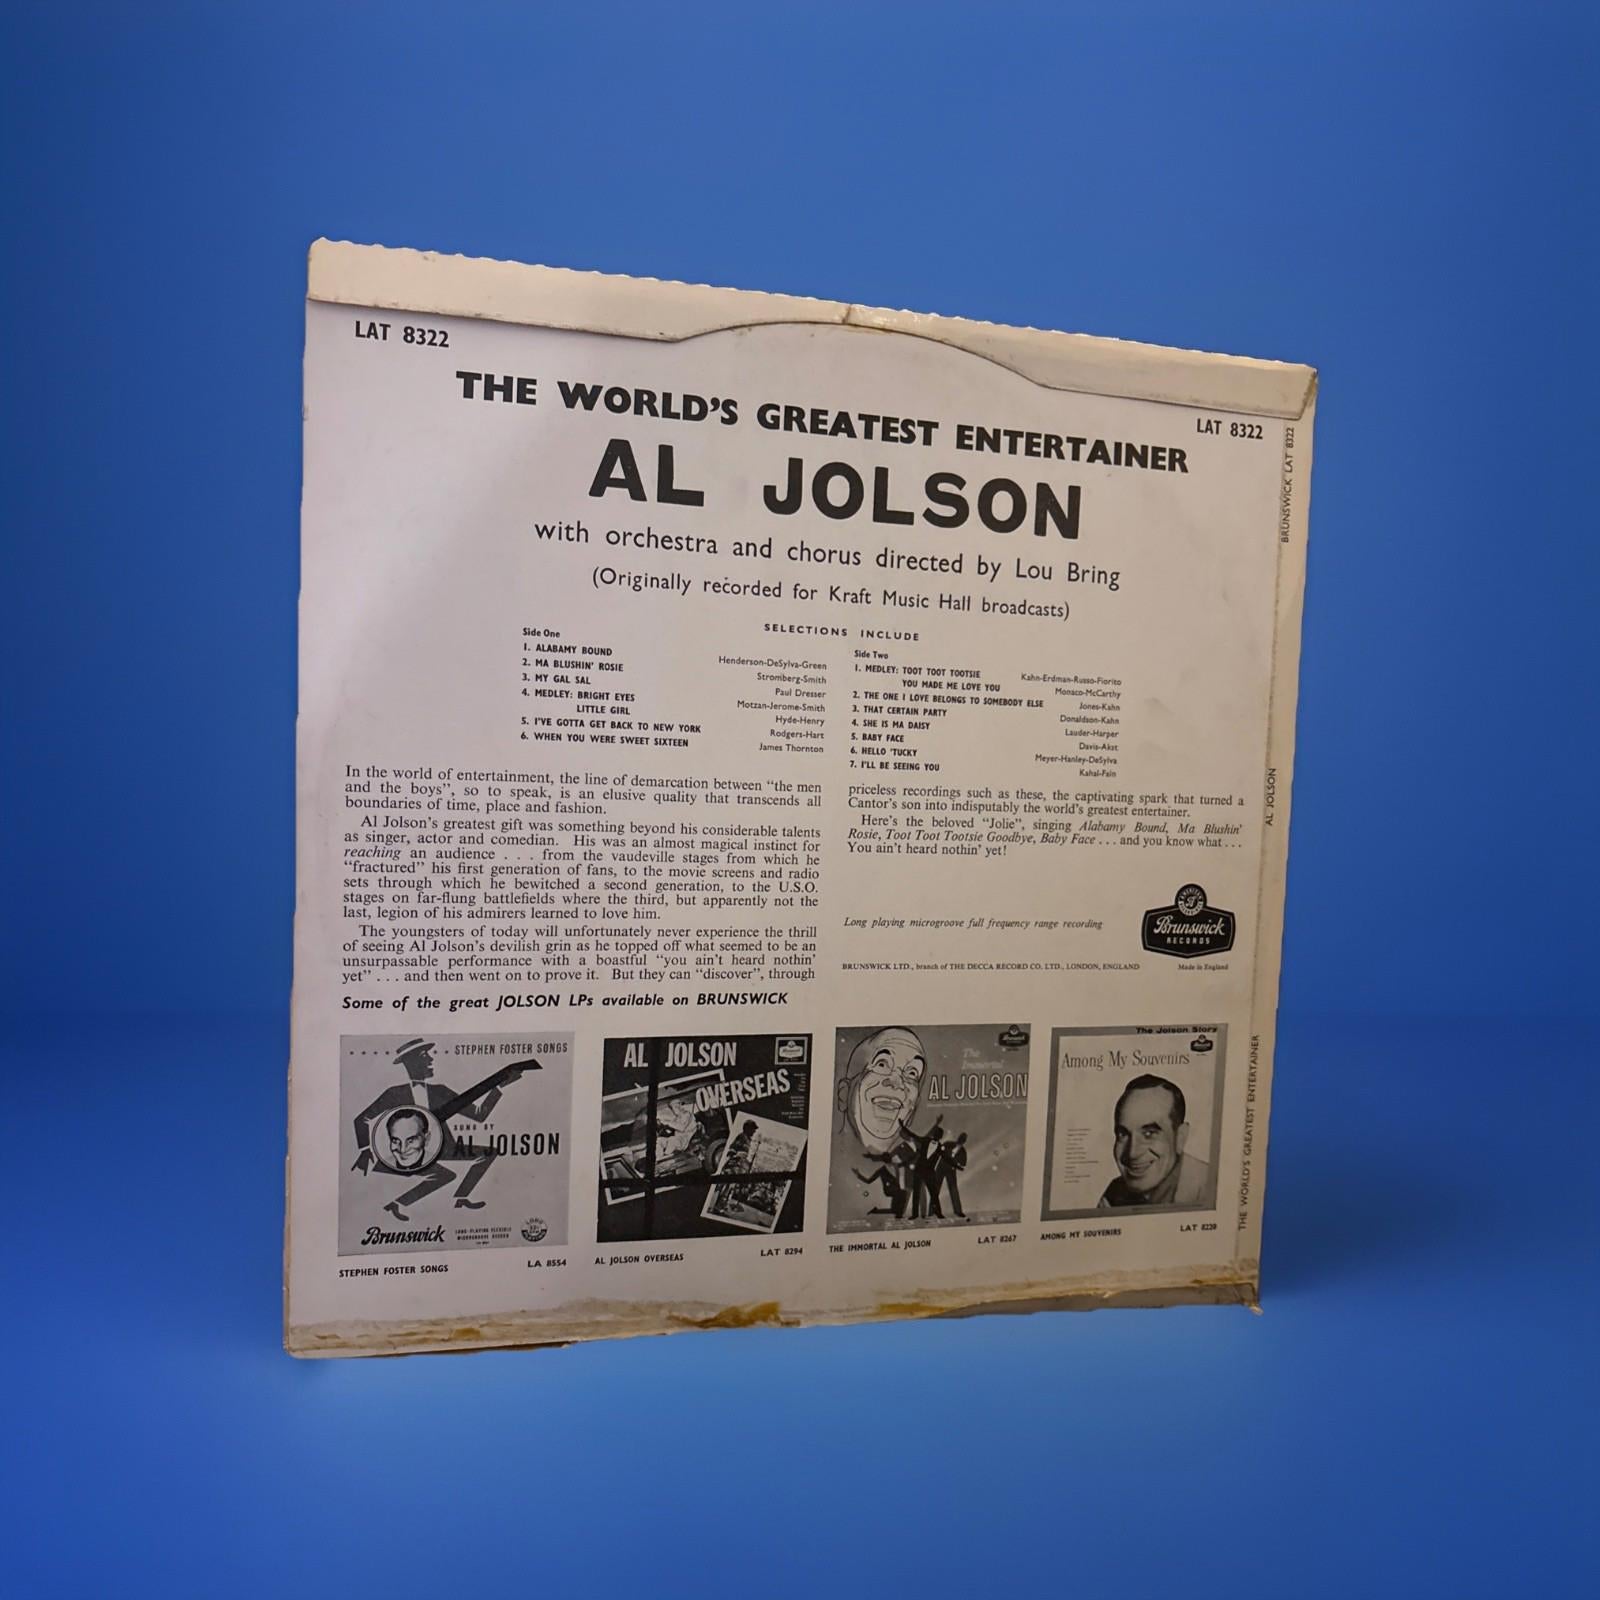 LAT 8322
LAT 8322
THE WORLD'S GREATEST ENTERTAINER
AL JOLSON
with orchestra and chorus directed by Lou Bring
(Originally recorded for Kraft Music Hall broadcasts)
SELECTIONS INCLUDE
Side One
1. ALABAMY BOUND Henderson-DeSylva-Green
2. MA BLUSHIN' ROSIE Stromberg-Smith
3. MY GAL SAL Paul Dresser
4. MEDLEY: BRIGHT EYES Motzan-Jerome-Smith
LITTLE GIRL Hyde-Henry
5. I'VE GOTTA GET BACK TO NEW YORK Rodgers-Hart
6. WHEN YOU WERE SWEET SIXTEEN James Thornton
Side Two
1. MEDLEY: TOOT TOOT TOOTSIE Kahn-Erdman-Russo-Fiorito
YOU MADE ME LOVE YOU Monaco-McCarthy
2. THE ONE I LOVE BELONGS TO SOMEBODY ELSE Jones-Kahn
3. THAT CERTAIN PARTY Donaldson-Kahn
4. SHE IS MA DAISY Lauder-Harper
5. BABY FACE Davis-Akst
6. HELLO 'TUCKY Meyer-Hanley-DeSylva
7. I'LL BE SEEING YOU Kahal-Fain
In the world of entertainment, the line of demarcation between "the men
and the boys", so to speak, is an elusive quality that transcends all
boundaries of time, place and fashion.
Al Jolson's greatest gift was something beyond his considerable talents
as singer, actor and comedian. His was an almost magical instinct for
reaching an audience . . . from the vaudeville stages from which he
"fractured" his first generation of fans, to the movie screens and radio
sets through which he bewitched a second generation, to the U.S.O.
stages on far-flung battlefields where the third, but apparently not the
last, legion of his admirers learned to love him.
The youngsters of today will unfortunately never experience the thrill
of seeing Al Jolson's devilish grin as he topped off what seemed to be an
unsurpassable performance with a boastful "you ain't heard nothin'
yet" . . . and then went on to prove it. But they can "discover", through
priceless recordings such as these, the captivating spark that turned a
Cantor's son into indisputably the world's greatest entertainer.
Here's the beloved "Jolie", singing Alabamy Bound, Ma Blushin'
Rosie, Toot Toot Tootsie Goodbye, Baby Face . . . and you know what . . .
You ain't heard nothin' yet!
Long playing microgroove full frequency range recording
Brunswick
RECORDS
BRUNSWICK LTD., branch of THE DECCA RECORD CO. LTD., LONDON, ENGLAND
Made in England
Some of the great JOLSON LPs available on BRUNSWICK
STEPHEN FOSTER SONGS
SUNG BY
AL JOLSON
Brunswick
LONG PLAYING
STEPHEN FOSTER SONGS LA 8554
AL JOLSON
OVERSEAS
AL JOLSON OVERSEAS LAT 8294
The
Immortal
AL JOLSON
THE IMMORTAL AL JOLSON LAT 8267
The Jolson Story
Among My Souvenirs
AMONG MY SOUVENIRS LAT 8220
BRUNSWICK LAT 8322
AL JOLSON
THE WORLD'S GREATEST ENTERTAINER